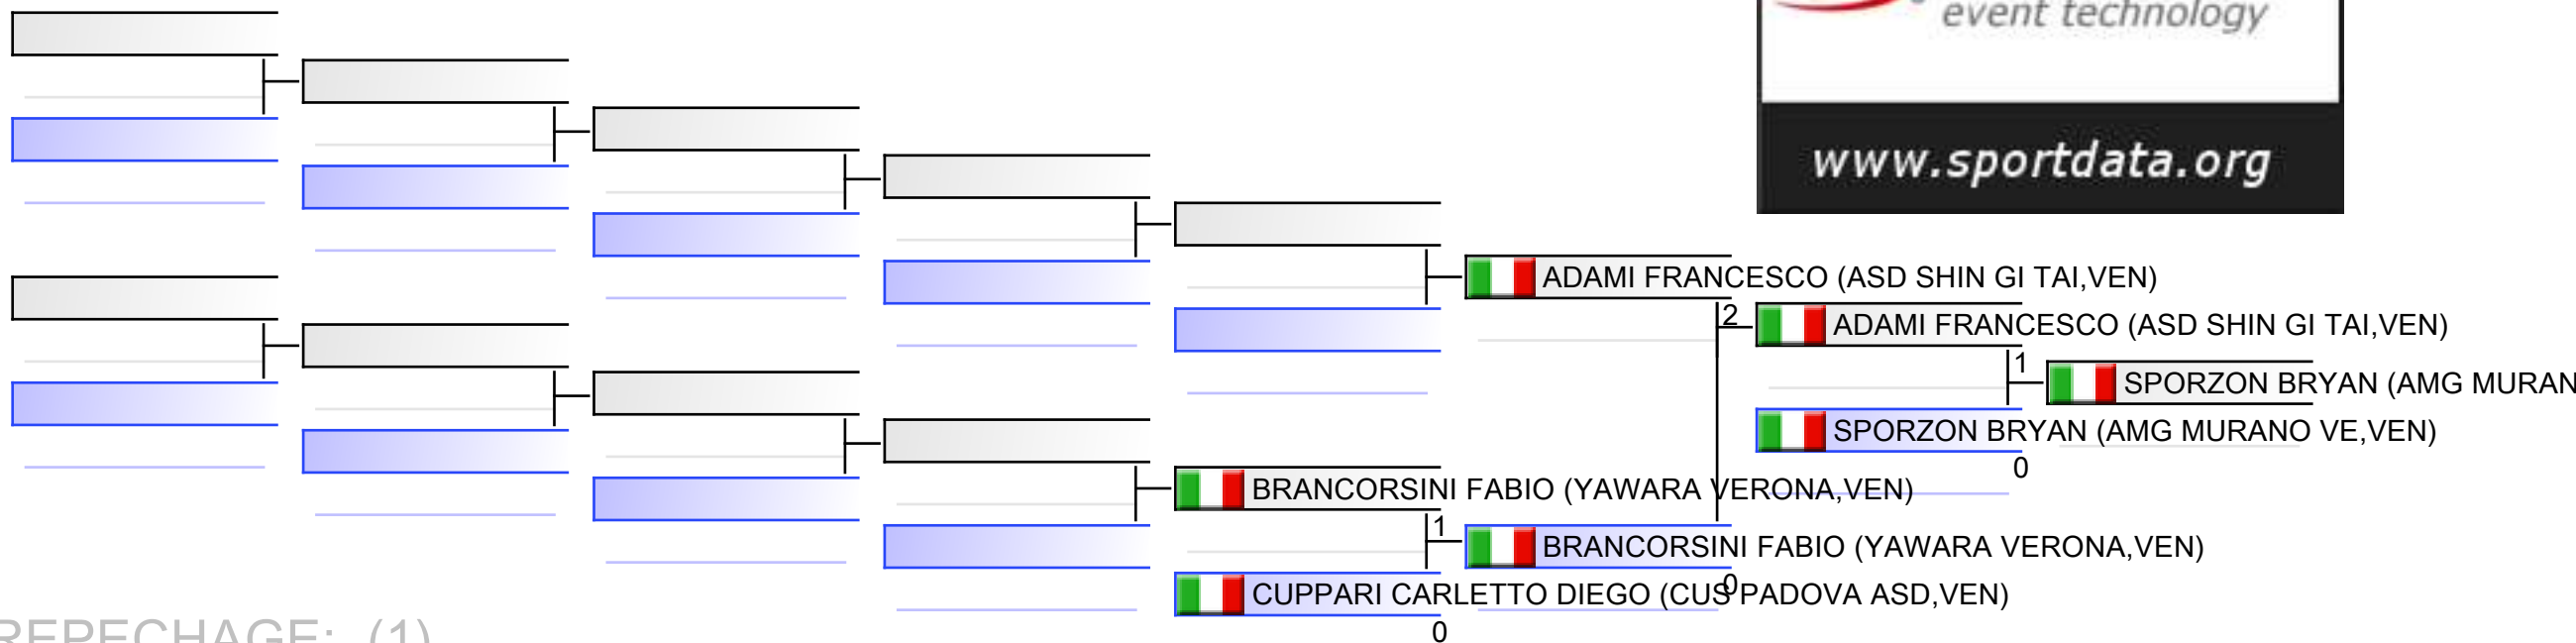 event technology
www.sportdata.org
ADAMI FRANCESCO (ASD SHIN GI TAI,VEN)
2
ADAMI FRANCESCO (ASD SHIN GI TAI,VEN)
1
SPORZON BRYAN (AMG MURAN
SPORZON BRYAN (AMG MURANO VE,VEN)
0
BRANCORSINI FABIO (YAWARA VERONA,VEN)
1
BRANCORSINI FABIO (YAWARA VERONA,VEN)
0
CUPPARI CARLETTO DIEGO (CUS PADOVA ASD,VEN)
0
REPECHAGE: (1)